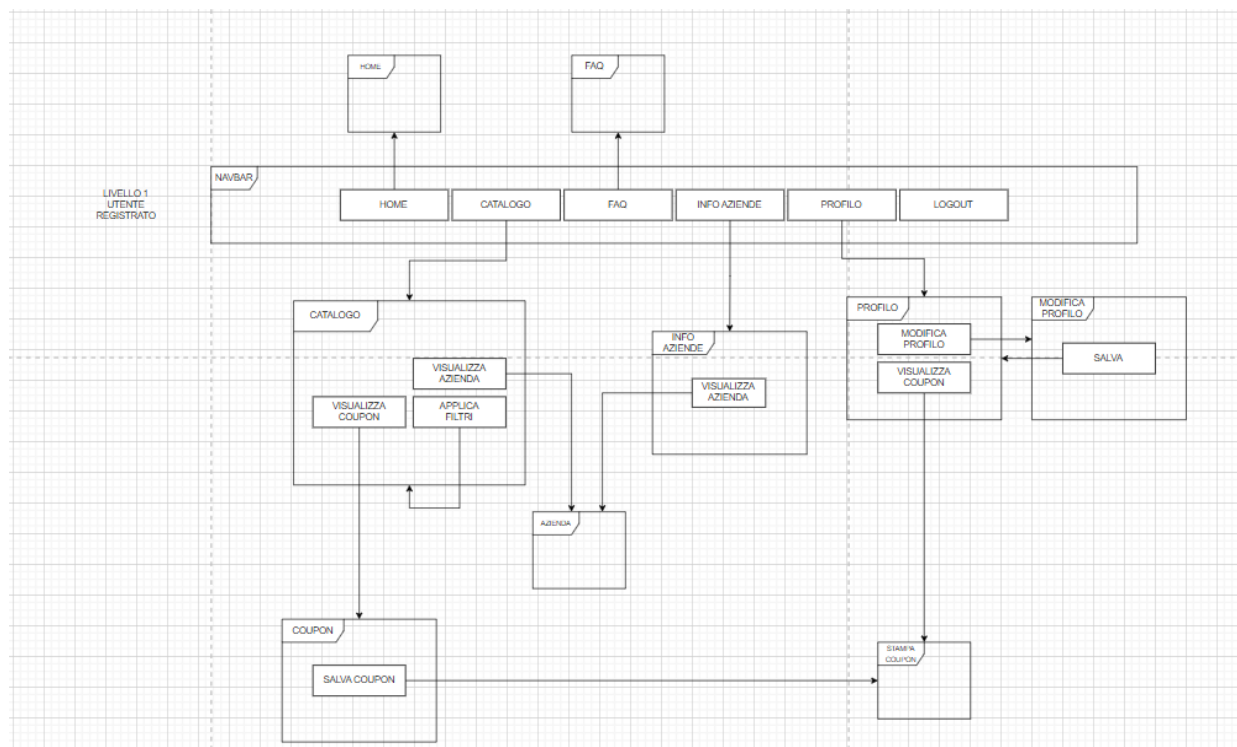 HOME
FAQ
NAVBAR
LIVELLO 1
UTENTE
REGISTRATO
HOME
CATALOGO
FAQ
INFO AZIENDE
PROFILO
LOGOUT
CATALOGO
VISUALIZZA
AZIENDA
VISUALIZZA
COUPON
APPLICA
FILTRI
INFO
AZIENDE
VISUALIZZA
AZIENDA
PROFILO
MODIFICA
PROFILO
VISUALIZZA
COUPON
MODIFICA
PROFILO
SALVA
AZIENDA
COUPON
SALVA COUPON
STAMPA
COUPON